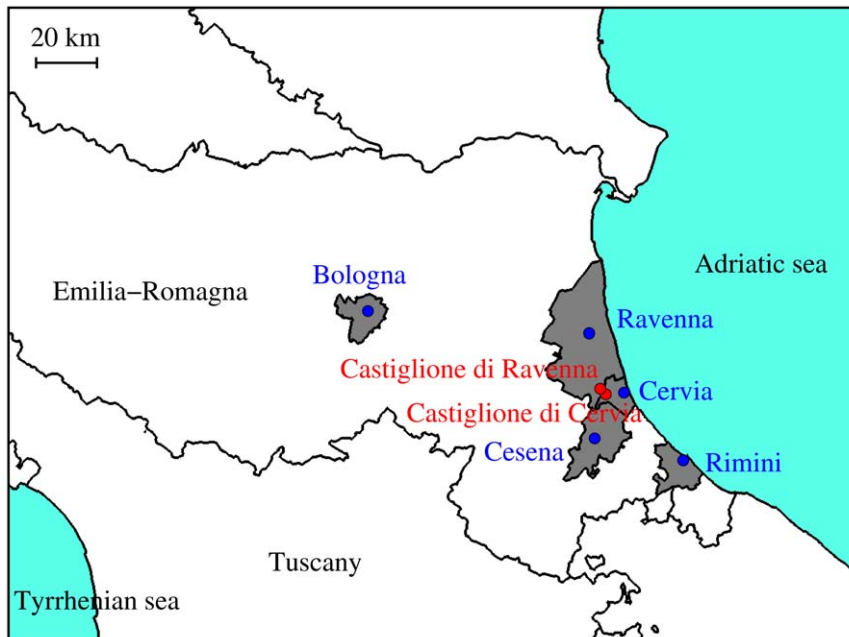 20 km
Adriatic sea
Bologna
Emilia−Romagna
Ravenna
Castiglione di Ravenna
Cervia
Castiglione di Cervia
Cesena
Rimini
Tuscany
Tyrrhenian sea